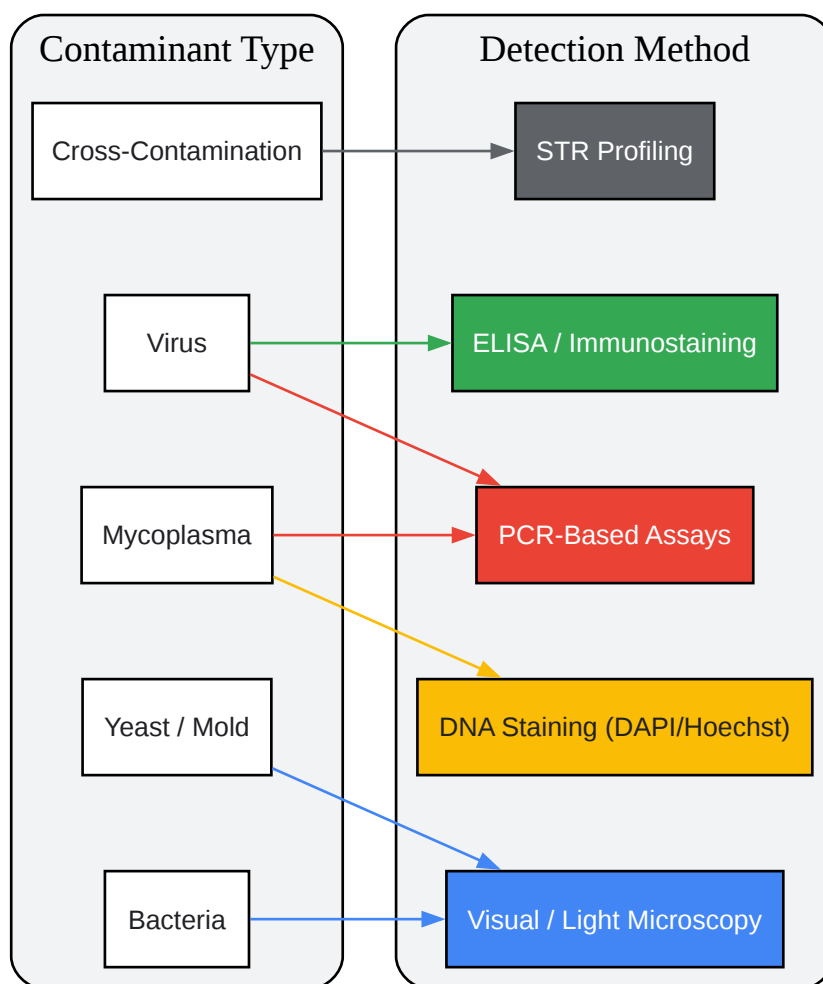 Contaminant Type
Detection Method
Cross-Contamination
STR Profiling
Virus
ELISA / Immunostaining
Mycoplasma
PCR-Based Assays
Yeast / Mold
DNA Staining (DAPI/Hoechst)
Bacteria
Visual / Light Microscopy